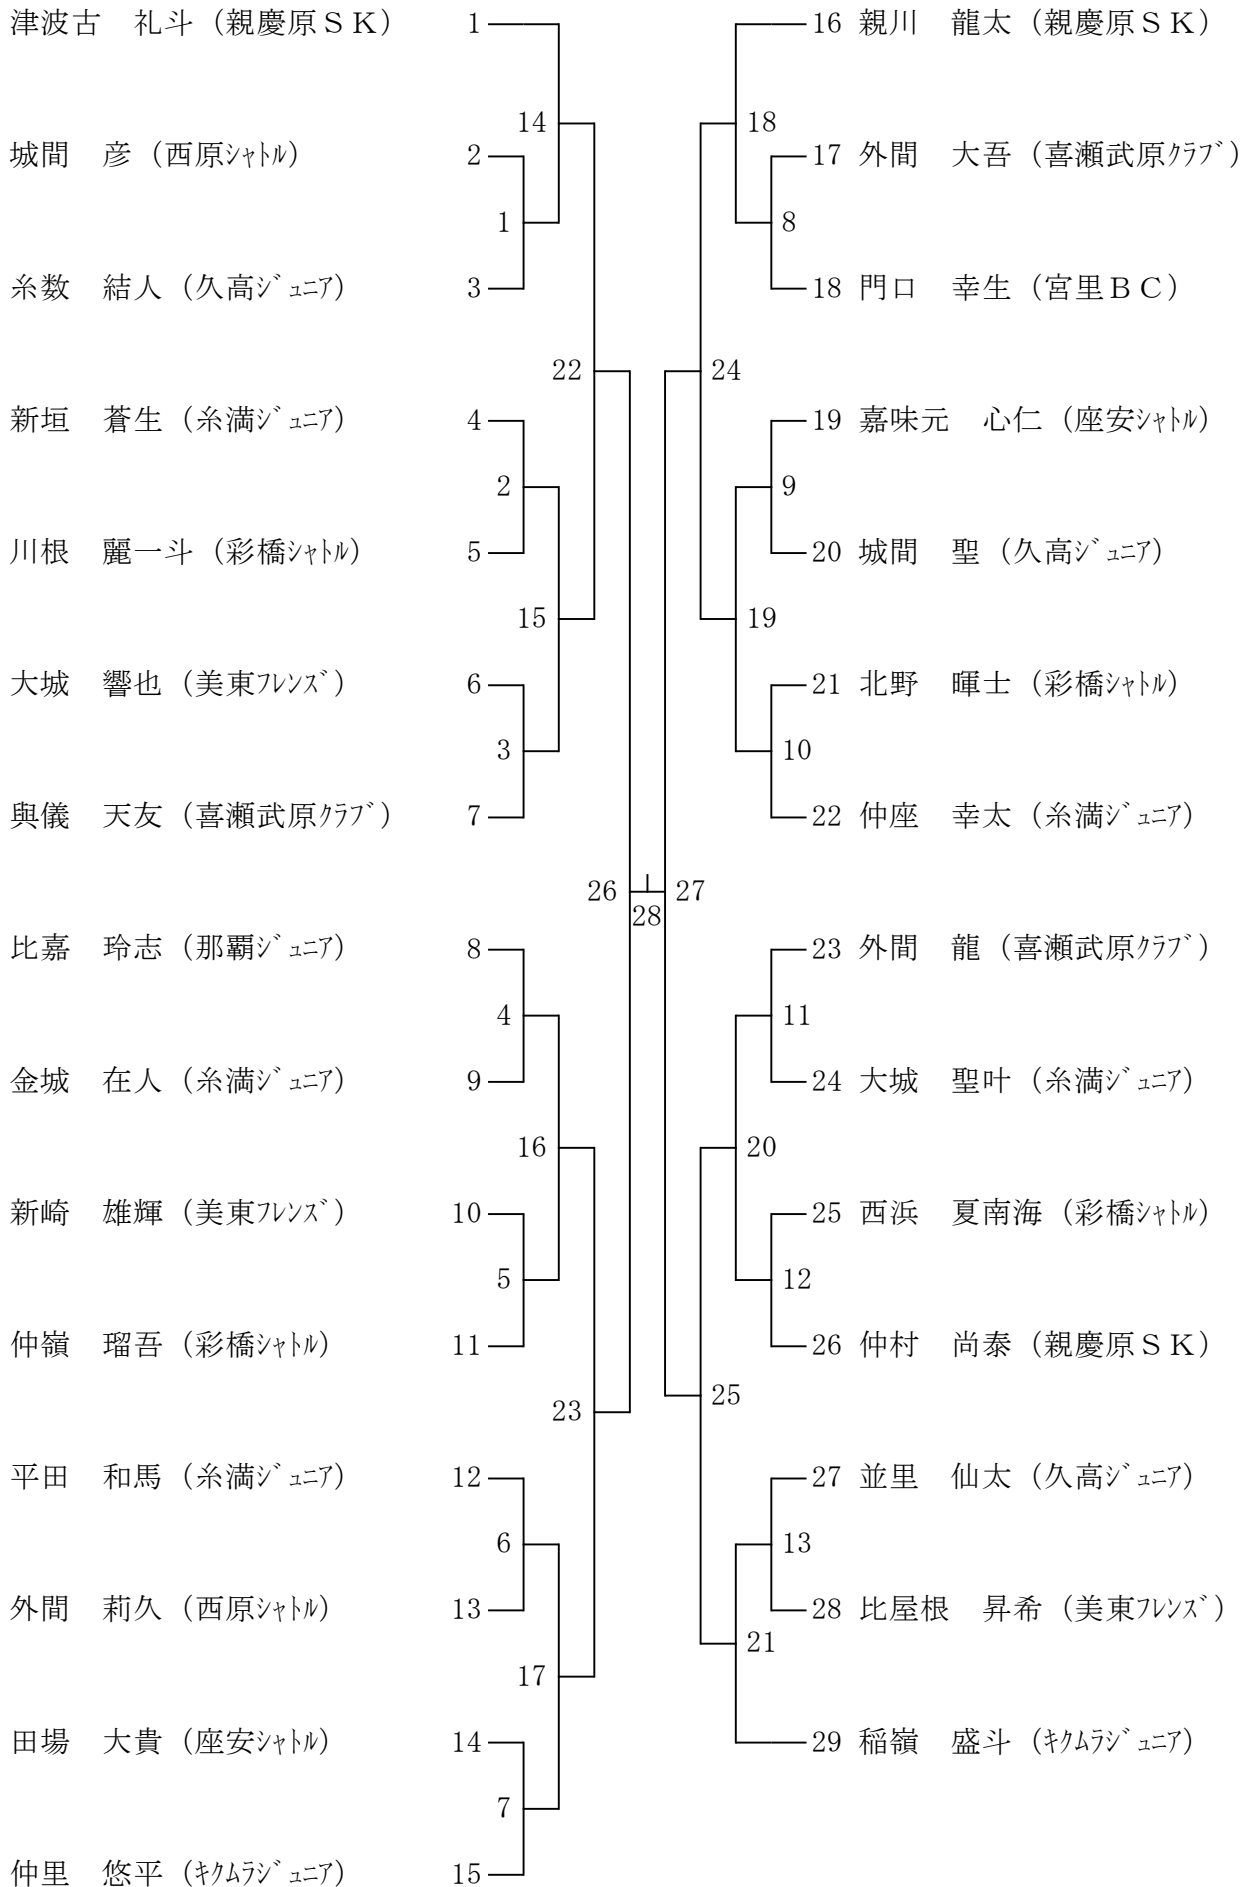 津波古　礼斗（親慶原ＳＫ） 1
16 親川　龍太（親慶原ＳＫ）
14
18
城間　彦（西原ｼｬﾄﾙ） 2
17 外間　大吾（喜瀬武原ｸﾗﾌﾞ）
1
8
糸数　結人（久高ｼﾞｭﾆｱ） 3
18 門口　幸生（宮里ＢＣ）
22
24
新垣　蒼生（糸満ｼﾞｭﾆｱ） 4
19 嘉味元　心仁（座安ｼｬﾄﾙ）
2
9
川根　麗一斗（彩橋ｼｬﾄﾙ） 5
20 城間　聖（久高ｼﾞｭﾆｱ）
15
19
大城　響也（美東ﾌﾚﾝｽﾞ） 6
21 北野　暉士（彩橋ｼｬﾄﾙ）
3
10
與儀　天友（喜瀬武原ｸﾗﾌﾞ） 7
22 仲座　幸太（糸満ｼﾞｭﾆｱ）
26
27
28
比嘉　玲志（那覇ｼﾞｭﾆｱ） 8
23 外間　龍（喜瀬武原ｸﾗﾌﾞ）
4
11
金城　在人（糸満ｼﾞｭﾆｱ） 9
24 大城　聖叶（糸満ｼﾞｭﾆｱ）
16
20
新崎　雄輝（美東ﾌﾚﾝｽﾞ） 10
25 西浜　夏南海（彩橋ｼｬﾄﾙ）
5
12
仲嶺　瑠吾（彩橋ｼｬﾄﾙ） 11
26 仲村　尚泰（親慶原ＳＫ）
23
25
平田　和馬（糸満ｼﾞｭﾆｱ） 12
27 並里　仙太（久高ｼﾞｭﾆｱ）
6
13
外間　莉久（西原ｼｬﾄﾙ） 13
28 比屋根　昇希（美東ﾌﾚﾝｽﾞ）
17
21
田場　大貴（座安ｼｬﾄﾙ） 14
29 稲嶺　盛斗（ｷｸﾑﾗｼﾞｭﾆｱ）
7
仲里　悠平（ｷｸﾑﾗｼﾞｭﾆｱ） 15